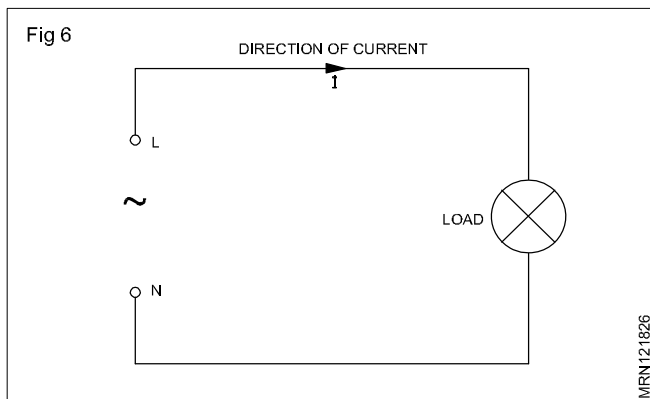 Fig 6
DIRECTION OF CURRENT
I
L
~
LOAD
N
MRN121826